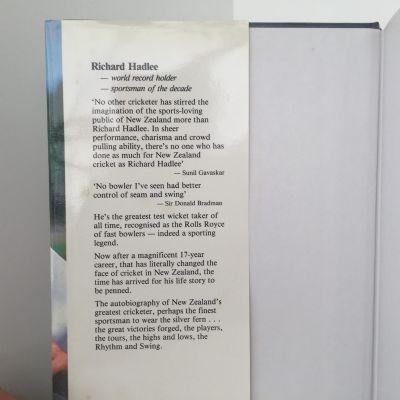 Richard Hadlee
— world record holder
— sportsman of the decade
'No other cricketer has stirred the
imagination of the sports-loving
public of New Zealand more than
Richard Hadlee. In sheer
performance, charisma and crowd
pulling ability, there's no one who has
done as much for New Zealand
cricket as Richard Hadlee'
— Sunil Gavaskar
'No bowler I've seen had better
control of seam and swing'
— Sir Donald Bradman
He's the greatest test wicket taker of
all time, recognised as the Rolls Royce
of fast bowlers — indeed a sporting
legend.
Now after a magnificent 17-year
career, that has literally changed the
face of cricket in New Zealand, the
time has arrived for his life story to
be penned.
The autobiography of New Zealand's
greatest cricketer, perhaps the finest
sportsman to wear the silver fern . . .
the great victories forged, the players,
the tours, the highs and lows, the
Rhythm and Swing.